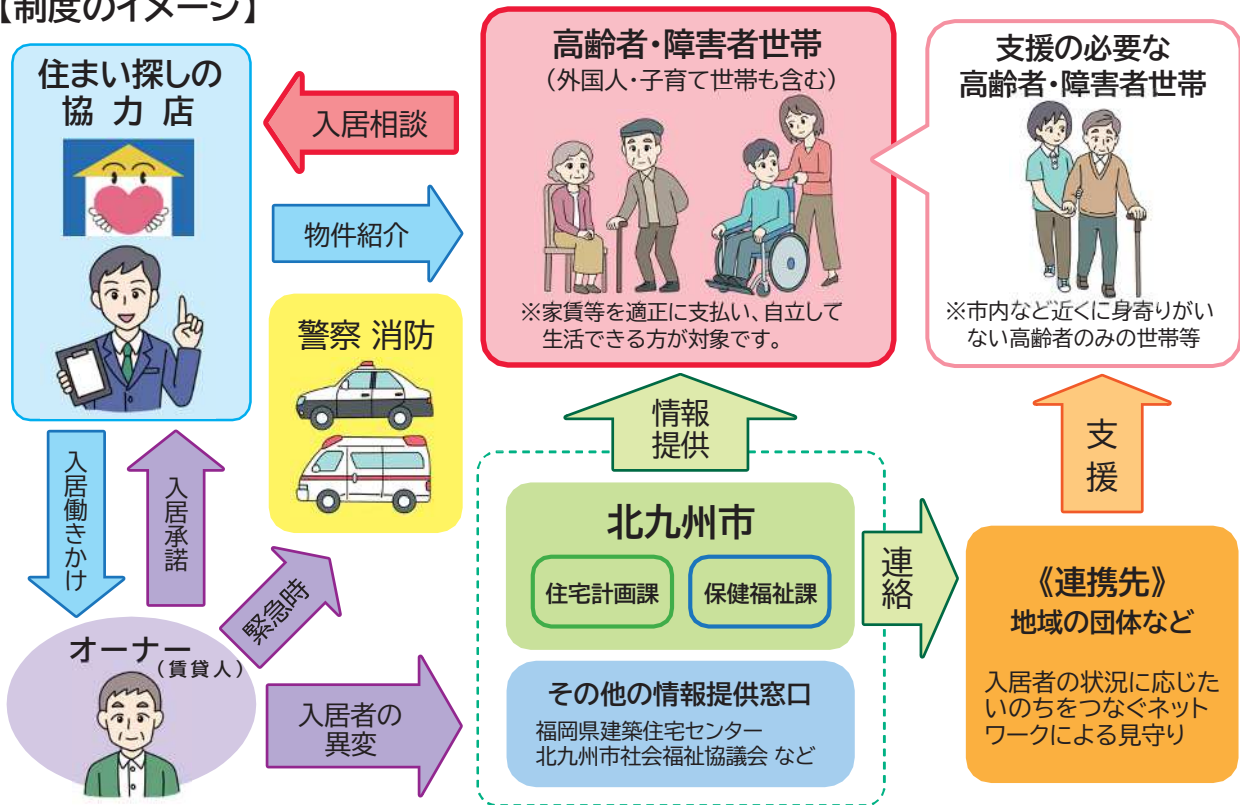 【制度のイメージ】
住まい探しの
協力店
入居相談
物件紹介
高齢者・障害者世帯
(外国人・子育て世帯も含む)
※家賃等を適正に支払い、自立して
生活できる方が対象です。
支援の必要な
高齢者・障害者世帯
※市内など近くに身寄りがい
ない高齢者のみの世帯等
警察 消防
入居働きかけ
入居承諾
緊急時
オーナー
(賃貸人)
入居者の
異変
情報
提供
北九州市
住宅計画課
保健福祉課
その他の情報提供窓口
福岡県建築住宅センター
北九州市社会福祉協議会 など
連絡
支援
《連携先》
地域の団体など
入居者の状況に応じた
いのちをつなぐネット
ワークによる見守り